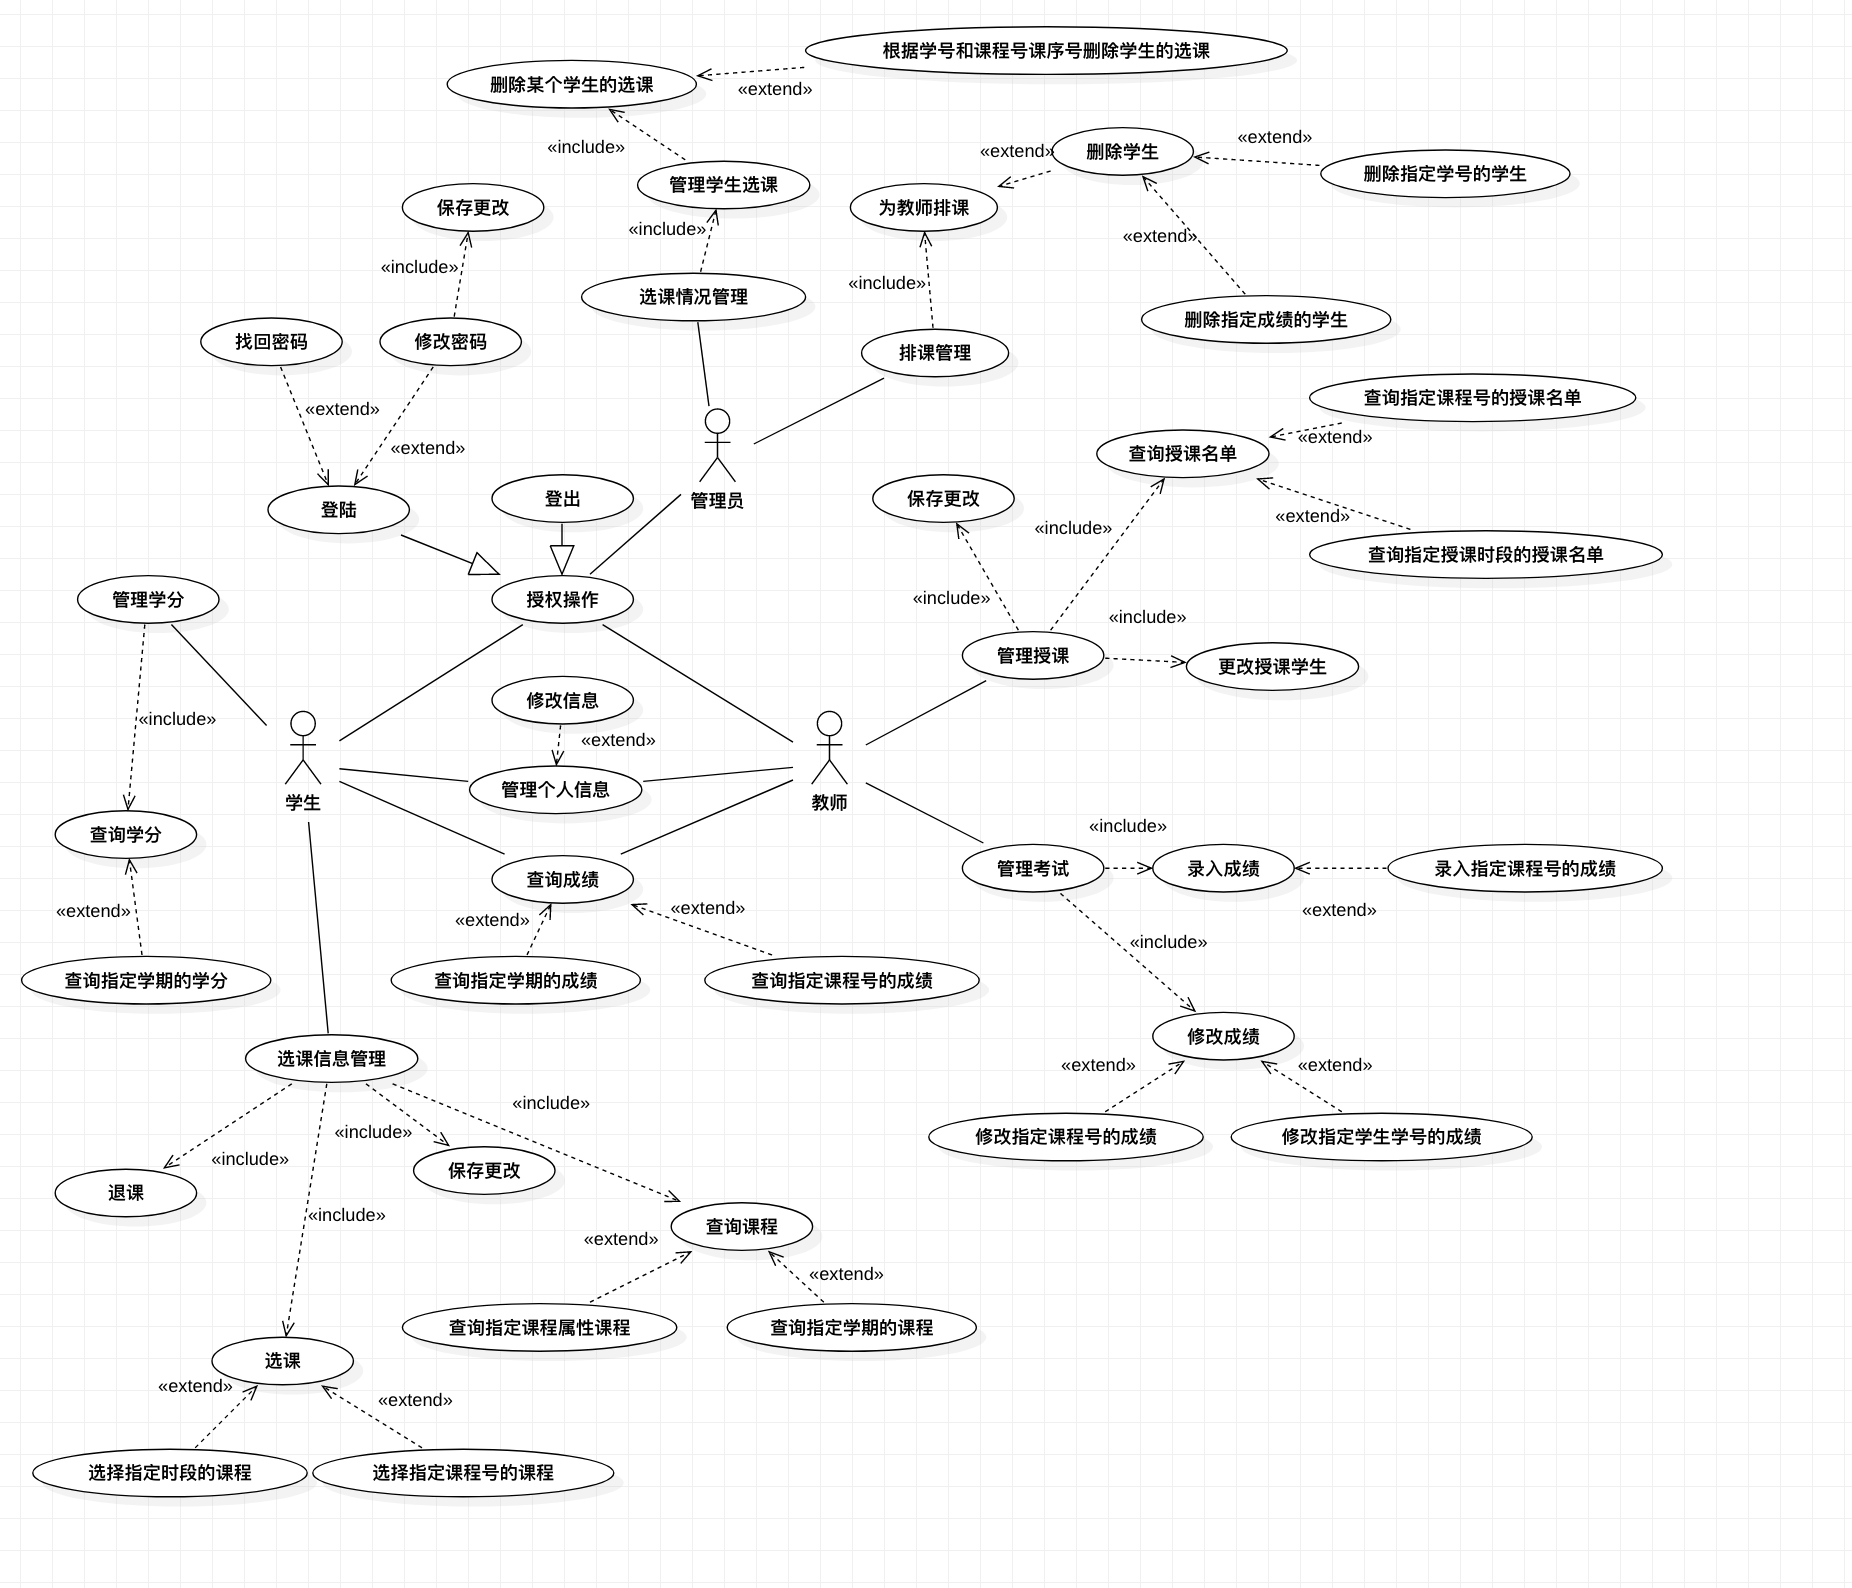 根据学号和课程号课序号删除学生的选课
删除某个学生的选课
«extend»
«include»
«extend»
«extend»
删除学生
删除指定学号的学生
管理学生选课
保存更改
为教师排课
«include»
«extend»
«include»
«include»
选课情况管理
删除指定成绩的学生
找回密码
修改密码
排课管理
查询指定课程号的授课名单
«extend»
«extend»
«extend»
查询授课名单
登陆
登出
管理员
保存更改
«extend»
«include»
查询指定授课时段的授课名单
管理学分
授权操作
«include»
«include»
管理授课
更改授课学生
修改信息
«include»
«extend»
管理个人信息
学生
教师
查询学分
«include»
管理考试
录入成绩
录入指定课程号的成绩
查询成绩
«extend»
«extend»
«extend»
«extend»
«include»
查询指定学期的学分
查询指定学期的成绩
查询指定课程号的成绩
修改成绩
选课信息管理
«extend»
«extend»
«include»
«include»
修改指定课程号的成绩
修改指定学生学号的成绩
«include»
保存更改
退课
«include»
查询课程
«extend»
«extend»
查询指定课程属性课程
查询指定学期的课程
选课
«extend»
«extend»
选择指定时段的课程
选择指定课程号的课程